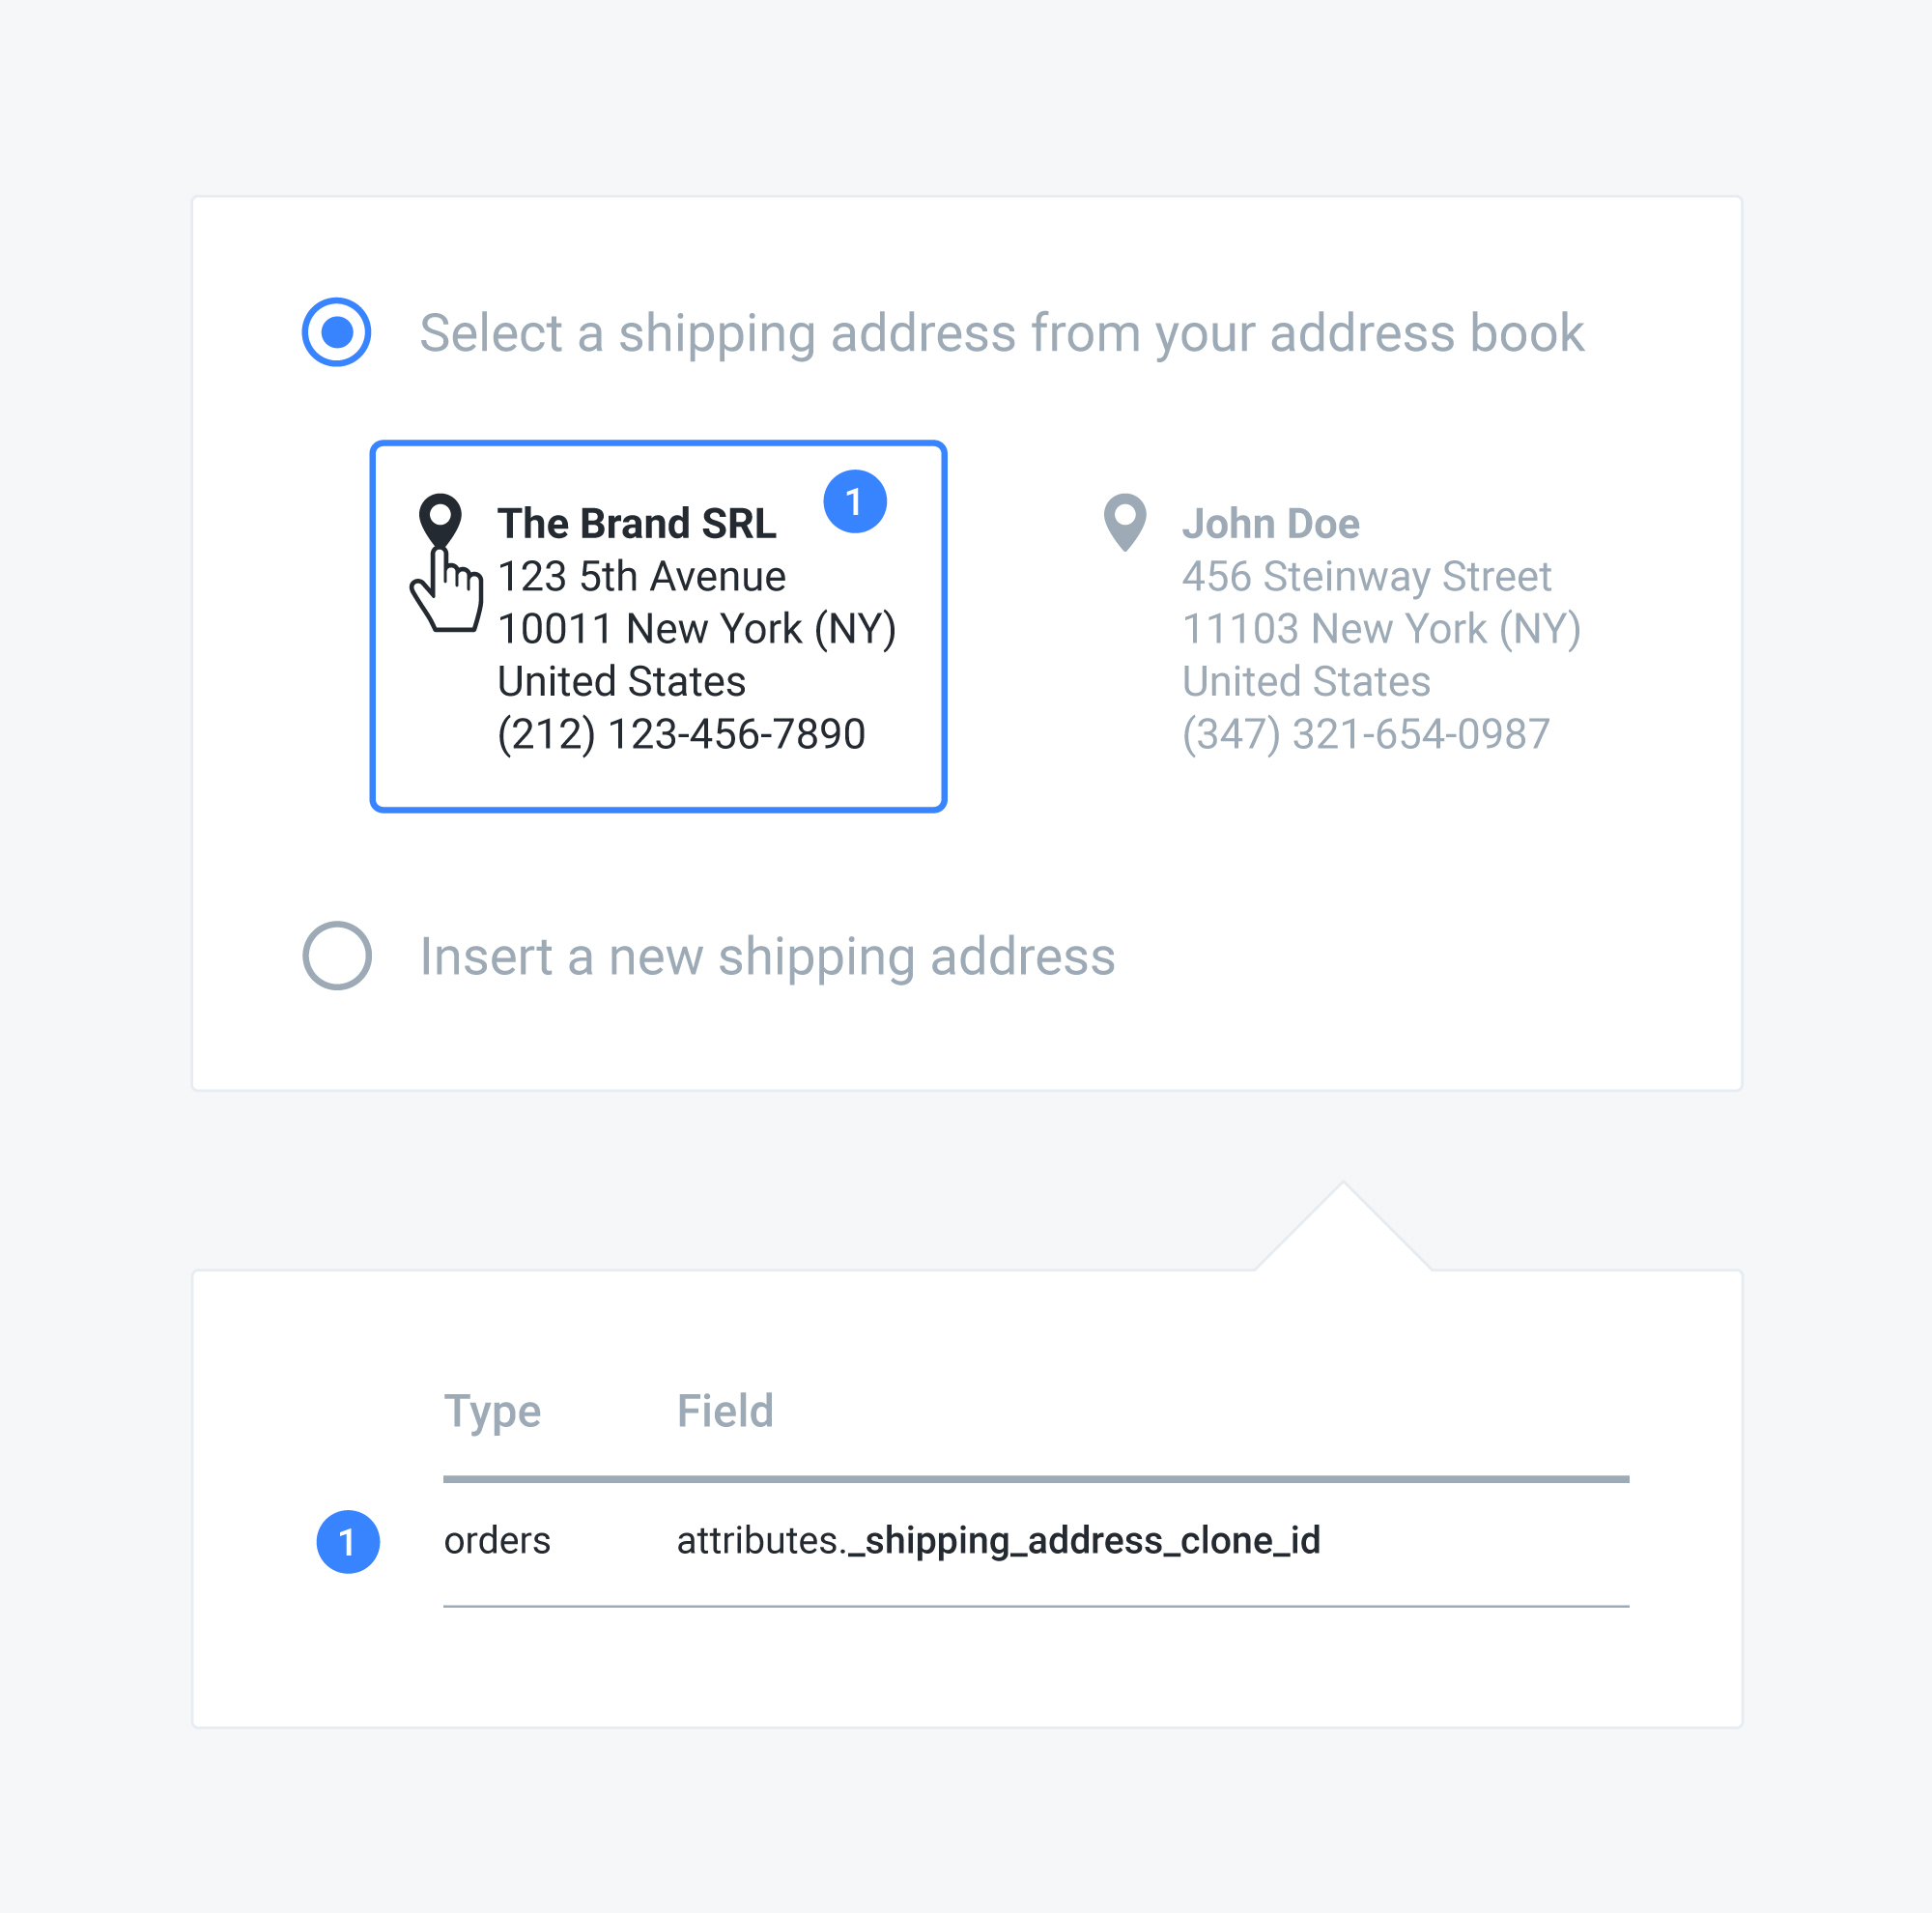 Select a shipping address from your address book
The Brand SRL
1
123 5th Avenue
10011 New York (NY)
United States
(212) 123-456-7890
John Doe
456 Steinway Street
11103 New York (NY)
United States
(347) 321-654-0987
Insert a new shipping address
Type Field
1 orders attributes._shipping_address_clone_id